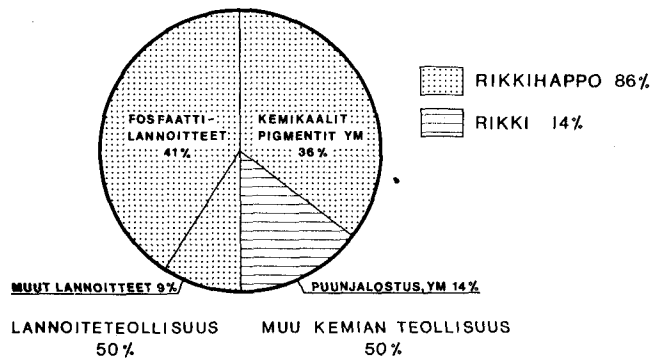 FOSFAATTI-
LANNOITTEET
41%
KEMIKAALIT
PIGMENTIT YM
36%
RIKKIHAPPO 86%
RIKKI 14%
MUUT LANNOITTEET 9%
PUUNJALOSTUS,YM 14%
LANNOITETEOLLISUUS
50%
MUU KEMIAN TEOLLISUUS
50%